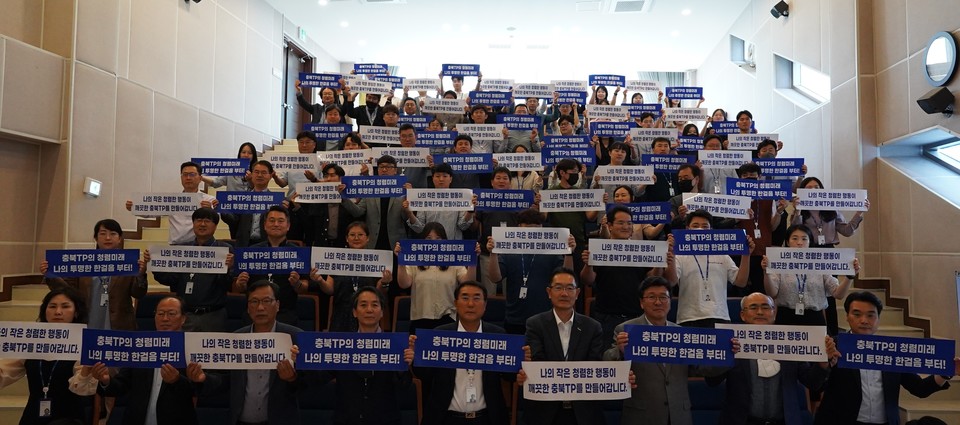 나의 작은 청렴한 행동이
깨끗한 충북TP를 만들어갑니다.
충북TP의 청렴미래
나의 투명한 한걸음 부터!